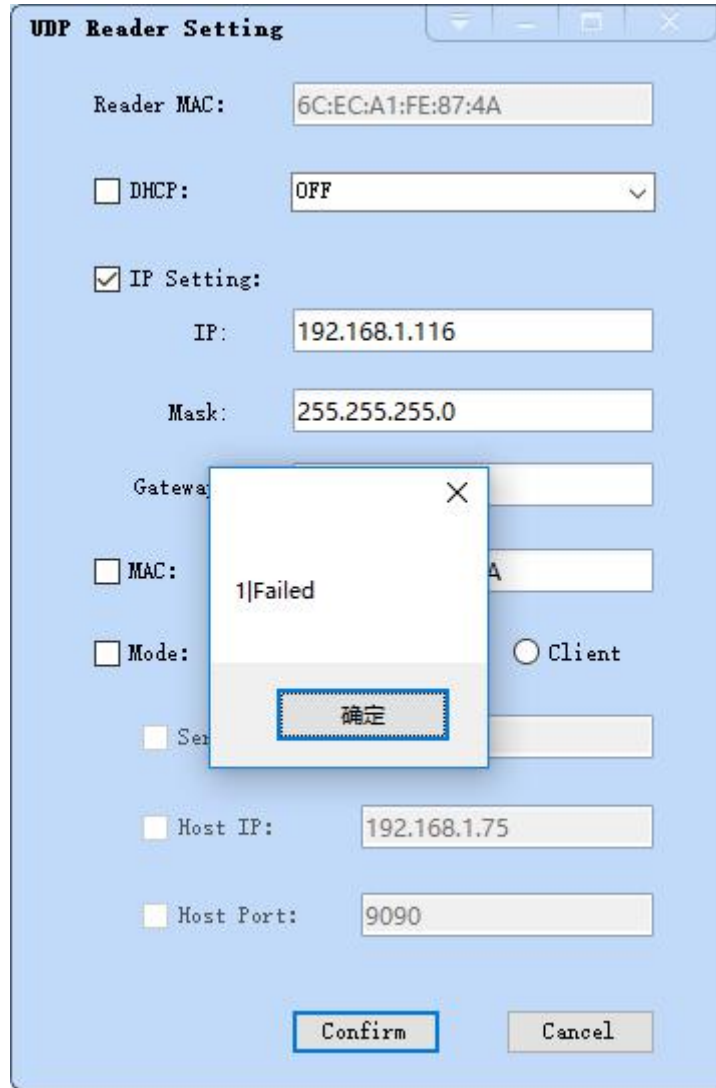 UDP Reader Setting
Reader MAC: 6C:EC:A1:FE:87:4A
DHCP: OFF
IP Setting:
IP: 192.168.1.116
Mask: 255.255.255.0
1|Failed
MAC: A
Mode: Client
确定
Host IP: 192.168.1.75
Host Port: 9090
Confirm Cancel